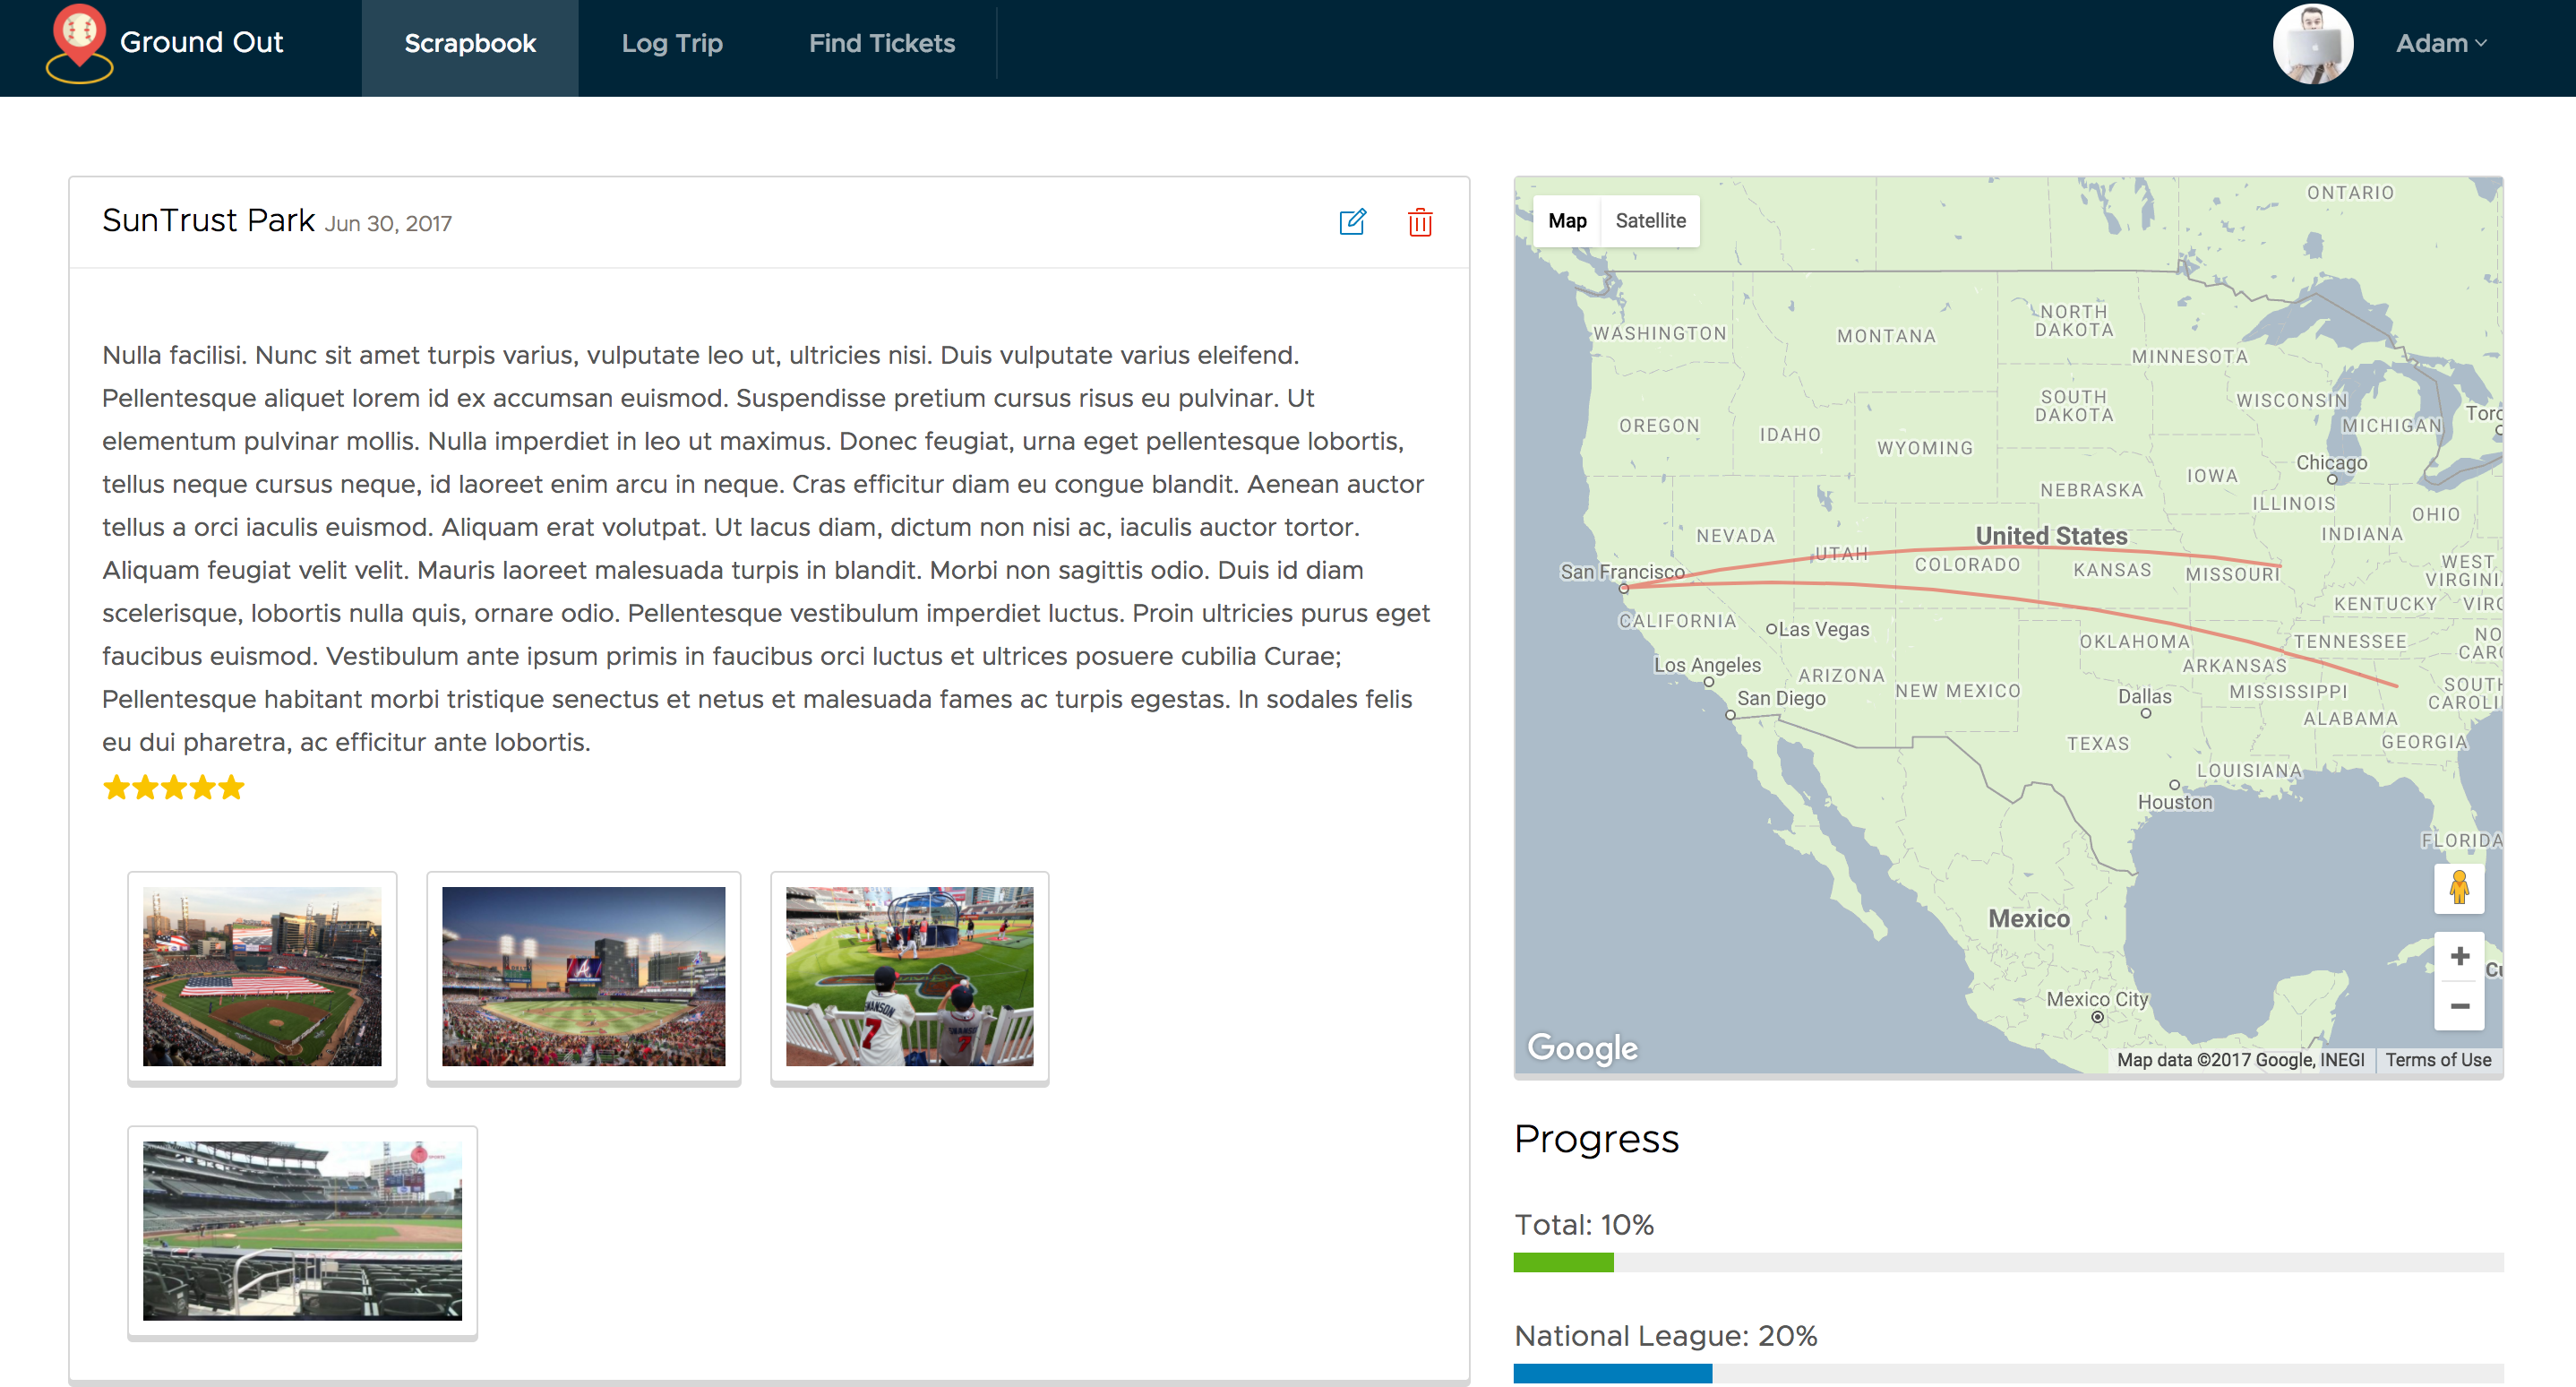 Ground Out
Scrapbook
Log Trip
Find Tickets
Adam
SunTrust Park Jun 30, 2017
Nulla facilisi. Nunc sit amet turpis varius, vulputate leo ut, ultricies nisi. Duis vulputate varius eleifend.
Pellentesque aliquet lorem id ex accumsan euismod. Suspendisse pretium cursus risus eu pulvinar. Ut
elementum pulvinar mollis. Nulla imperdiet in leo ut maximus. Donec feugiat, urna eget pellentesque lobortis,
tellus neque cursus neque, id laoreet enim arcu in neque. Cras efficitur diam eu congue blandit. Aenean auctor
tellus a orci iaculis euismod. Aliquam erat volutpat. Ut lacus diam, dictum non nisi ac, iaculis auctor tortor.
Aliquam feugiat velit velit. Mauris laoreet malesuada turpis in blandit. Morbi non sagittis odio. Duis id diam
scelerisque, lobortis nulla quis, ornare odio. Pellentesque vestibulum imperdiet luctus. Proin ultricies purus eget
faucibus euismod. Vestibulum ante ipsum primis in faucibus orci luctus et ultrices posuere cubilia Curae;
Pellentesque habitant morbi tristique senectus et netus et malesuada fames ac turpis egestas. In sodales felis
eu dui pharetra, ac efficitur ante lobortis.
A
SWANSON
7
SWANSON
7
SPORTS
Map
Satellite
ONTARIO
WASHINGTON
MONTANA
NORTH
DAKOTA
MINNESOTA
OREGON
IDAHO
WYOMING
SOUTH
DAKOTA
WISCONSIN
MICHIGAN
Toro
Chicago
IOWA
NEBRASKA
ILLINOIS
OHIO
INDIANA
NEVADA
United States
UTAH
COLORADO
KANSAS
MISSOURI
WEST
VIRGINI
San Francisco
KENTUCKY
VIRG
CALIFORNIA
Las Vegas
OKLAHOMA
TENNESSEE
NO
CARO
Los Angeles
ARIZONA
NEW MEXICO
ARKANSAS
San Diego
Dallas
MISSISSIPPI
SOUTH
CAROLI
ALABAMA
TEXAS
GEORGIA
LOUISIANA
Houston
FLORIDA
Mexico
Cu
Mexico City
Google
Map data ©2017 Google, INEGI
Terms of Use
Progress
Total: 10%
National League: 20%